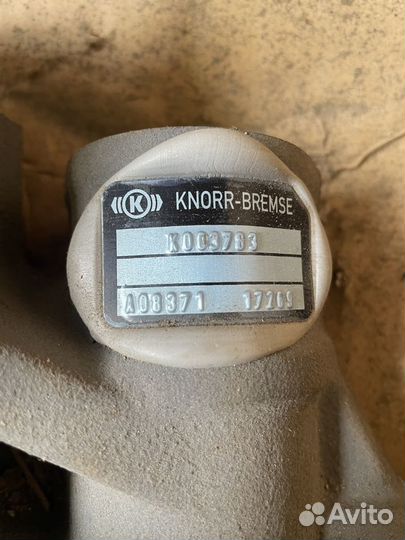 K KNORR-BREMSE
K003783
A08371 17209
Avito